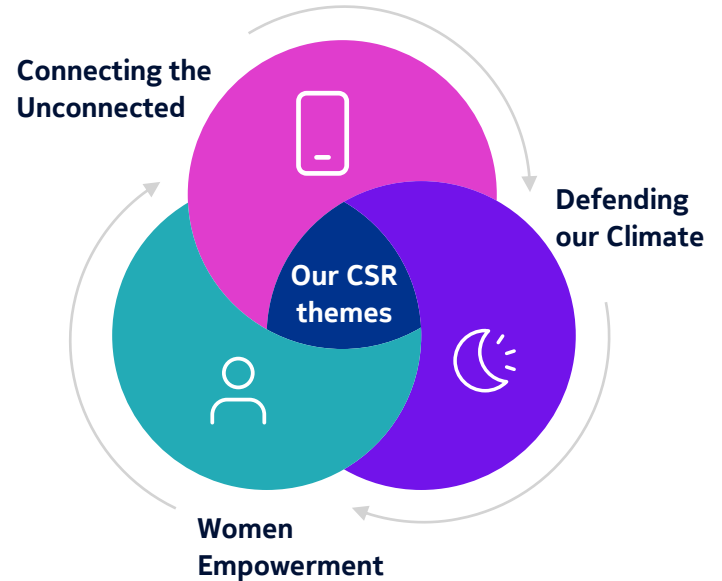 Connecting the
Unconnected
Defending
our Climate
Our CSR
themes
Women
Empowerment